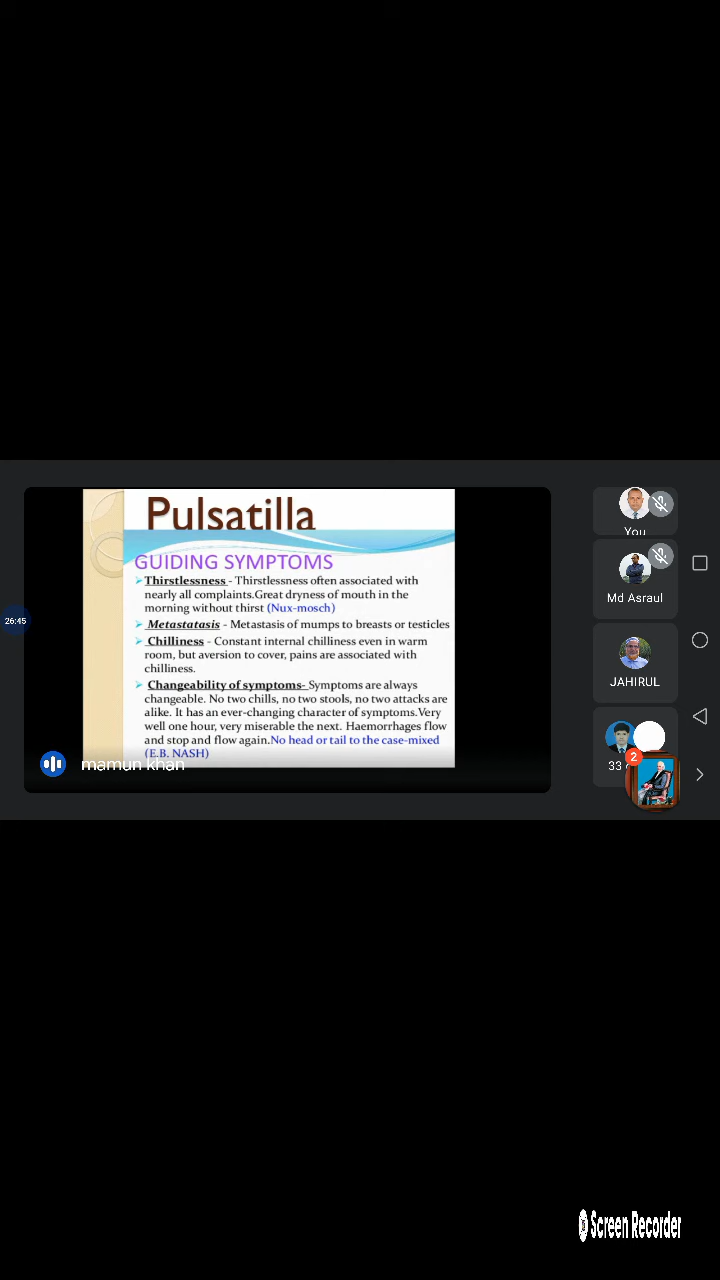 Pulsatilla
GUIDING SYMPTOMS
Thirstlessness - Thirstlessness often associated with
nearly all complaints.Great dryness of mouth in the
morning without thirst (Nux-mosch)
Metastatasis - Metastasis of mumps to breasts or testicles
Chilliness - Constant internal chilliness even in warm
room, but aversion to cover, pains are associated with
chilliness.
Changeability of symptoms- Symptoms are always
changeable. No two chills, no two stools, no two attacks are
alike. It has an ever-changing character of symptoms.Very
well one hour, very miserable the next. Haemorrhages flow
and stop and flow again.No head or tail to the case-mixed
(E.B. NASH)
mamun khan
26:45
You
Md Asraul
JAHIRUL
33
2
Screen Recorder